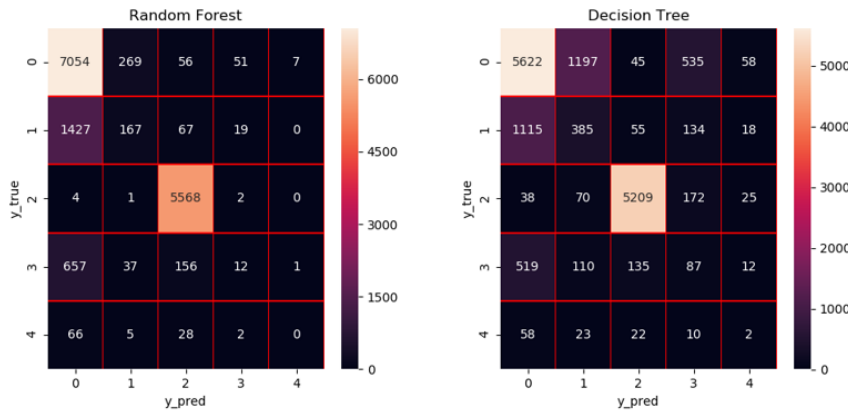 Random Forest
0 7054 269 56 51 7
1 1427 167 67 19 0
2 4 1 5568 2 0
3 657 37 156 12 1
4 66 5 28 2 0
0 1 2 3 4
y_pred
y_true
6000
4500
3000
1500
0
Decision Tree
0 5622 1197 45 535 58
1 1115 385 55 134 18
2 38 70 5209 172 25
3 519 110 135 87 12
4 58 23 22 10 2
0 1 2 3 4
y_pred
y_true
5000
4000
3000
2000
1000
0